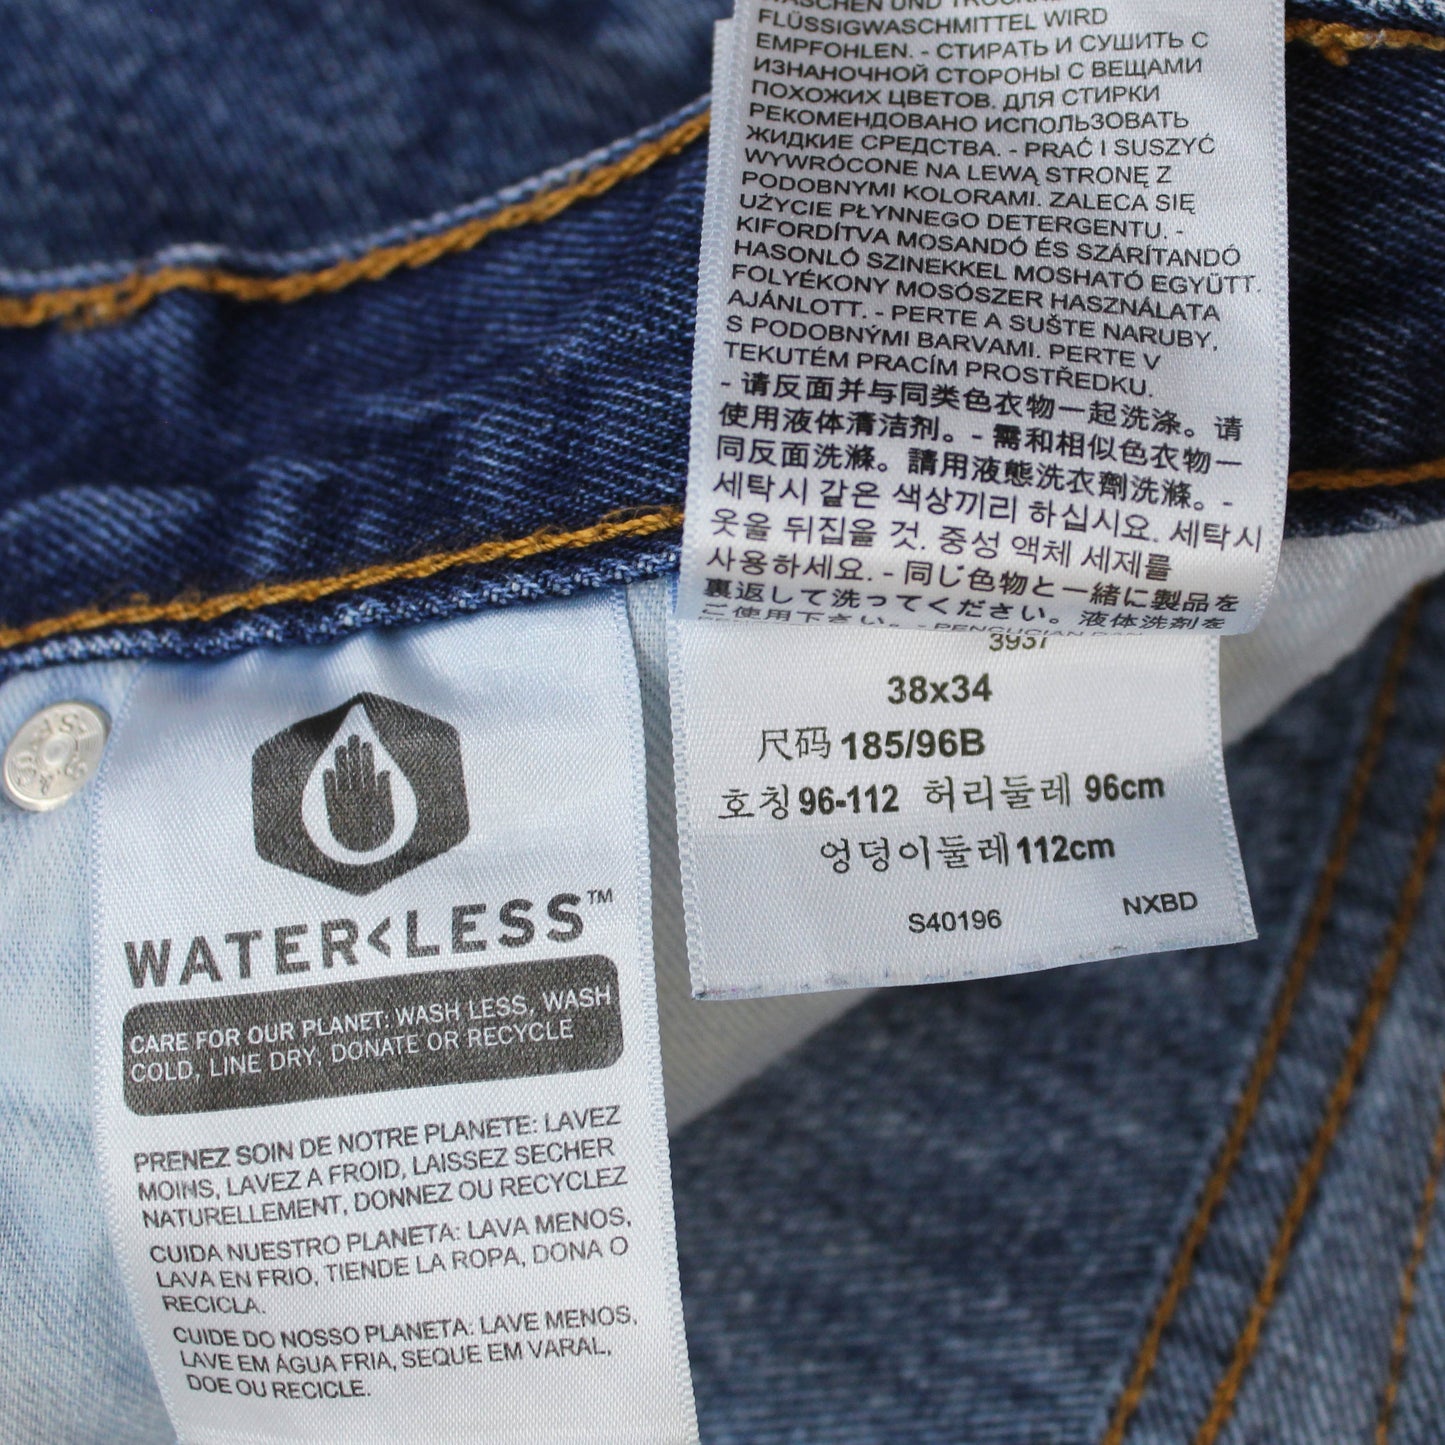 FLÜSSIGWASCHMITTEL WIRD
EMPFOHLEN. - СТИРАТЬ И СУШИТЬ С
ИЗНАНОЧНОЙ СТОРОНЫ С ВЕЩАМИ
ПОХОЖИХ ЦВЕТОВ. ДЛЯ СТИРКИ
РЕКОМЕНДОВАНО ИСПОЛЬЗОВАТЬ
ЖИДКИЕ СРЕДСТВА. - PRAĆ I SUSZYĆ
WYWRÓCONE NA LEWĄ STRONĘ Z
PODOBNYMI KOLORAMI. ZALECA SIĘ
UŻYCIE PŁYNNEGO DETERGENTU. -
KIFORDÍTVA MOSANDÓ ÉS SZÁRÍTANDÓ
HASONLÓ SZINEKKEL MOSHATÓ EGYÜTT.
FOLYÉKONY MOSÓSZER HASZNÁLATA
AJÁNLOTT. - PERTE A SUŠTE NARUBY,
S PODOBNÝMI BARVAMI. PERTE V
TEKUTÉM PRACÍM PROSTŘEDKU.
- 请反面并与同类色衣物一起洗涤。请
使用液体清洁剂。- 需和相似色衣物一
同反面洗滌。請用液態洗衣劑洗滌。-
세탁시 같은 색상끼리 하십시요. 세탁시
옷을 뒤집을 것. 중성 액체 세제를
사용하세요. - 同じ色物と一緒に製品を
裏返して洗ってください。液体洗剤を
ご使用下さい。
3937
38x34
尺码 185/96B
호칭 96-112 허리둘레 96cm
엉덩이둘레 112cm
S40196 NXBD
WATER<LESS™
CARE FOR OUR PLANET: WASH LESS, WASH
COLD, LINE DRY, DONATE OR RECYCLE
PRENEZ SOIN DE NOTRE PLANETE: LAVEZ
MOINS, LAVEZ A FROID, LAISSEZ SECHER
NATURELLEMENT, DONNEZ OU RECYCLEZ
CUIDA NUESTRO PLANETA: LAVA MENOS,
LAVA EN FRIO, TIENDE LA ROPA, DONA O
RECICLA.
CUIDE DO NOSSO PLANETA: LAVE MENOS,
LAVE EM ÁGUA FRIA, SEQUE EM VARAL,
DOE OU RECICLE.